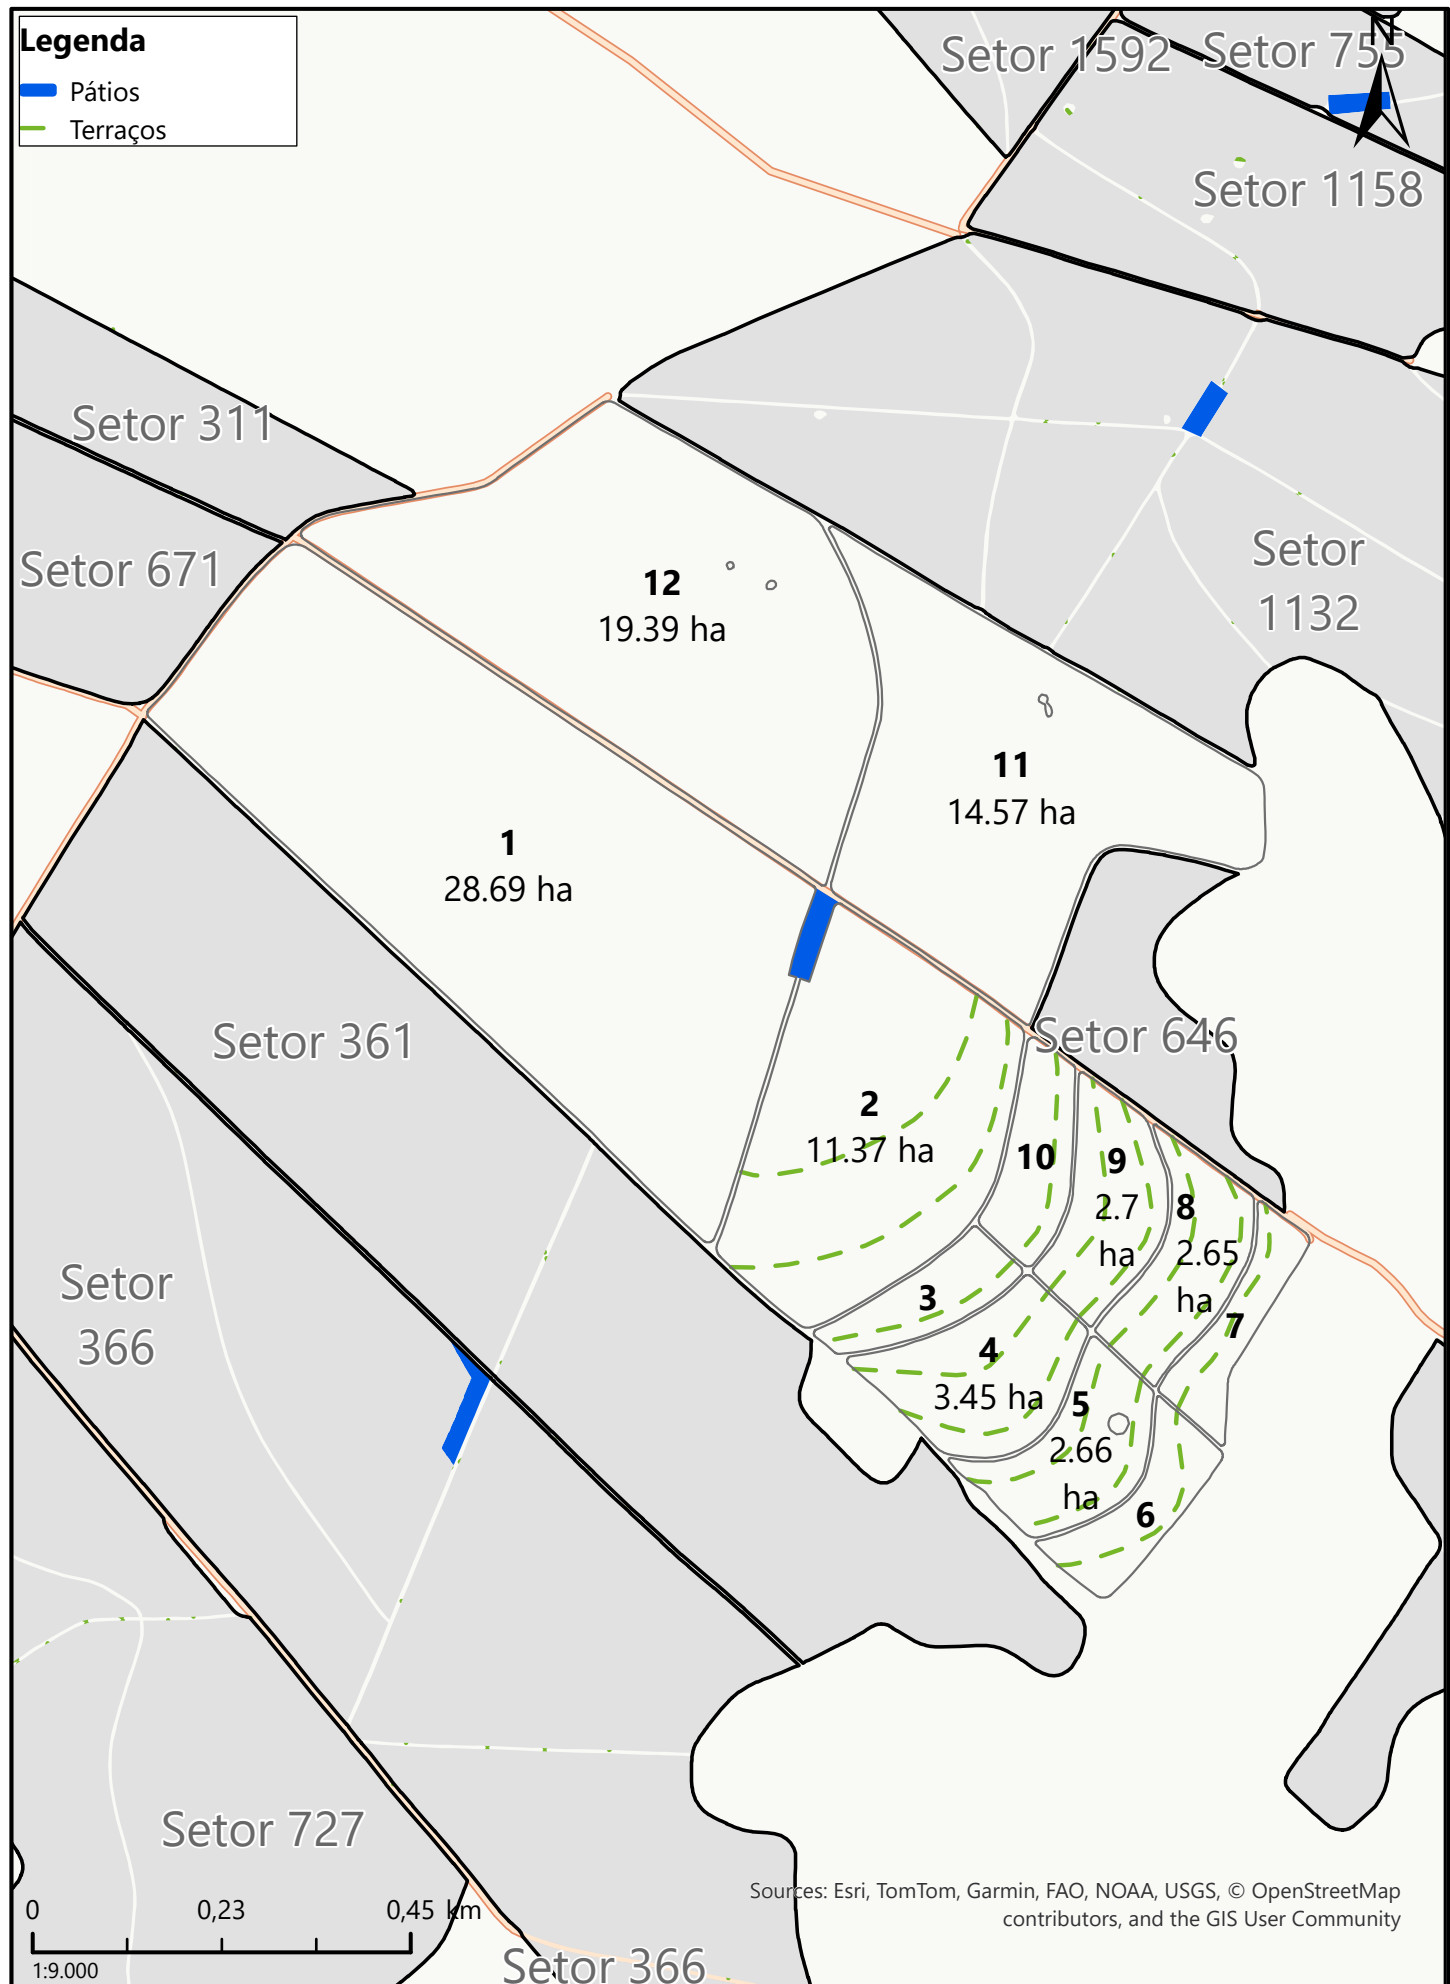 Legenda
Pátios
Terraços
Setor 1592
Setor 755
Setor 1158
Setor 311
Setor 671
Setor
1132
12
19.39 ha
11
14.57 ha
1
28.69 ha
Setor 361
Setor 646
2
11.37 ha
10
9
2.7
ha
8
2.65
ha
7
3
4
3.45 ha
5
2.66
ha
6
Setor
366
Setor 727
Setor 366
0
0,23
0,45 km
1:9.000
Sources: Esri, TomTom, Garmin, FAO, NOAA, USGS, © OpenStreetMap
contributors, and the GIS User Community